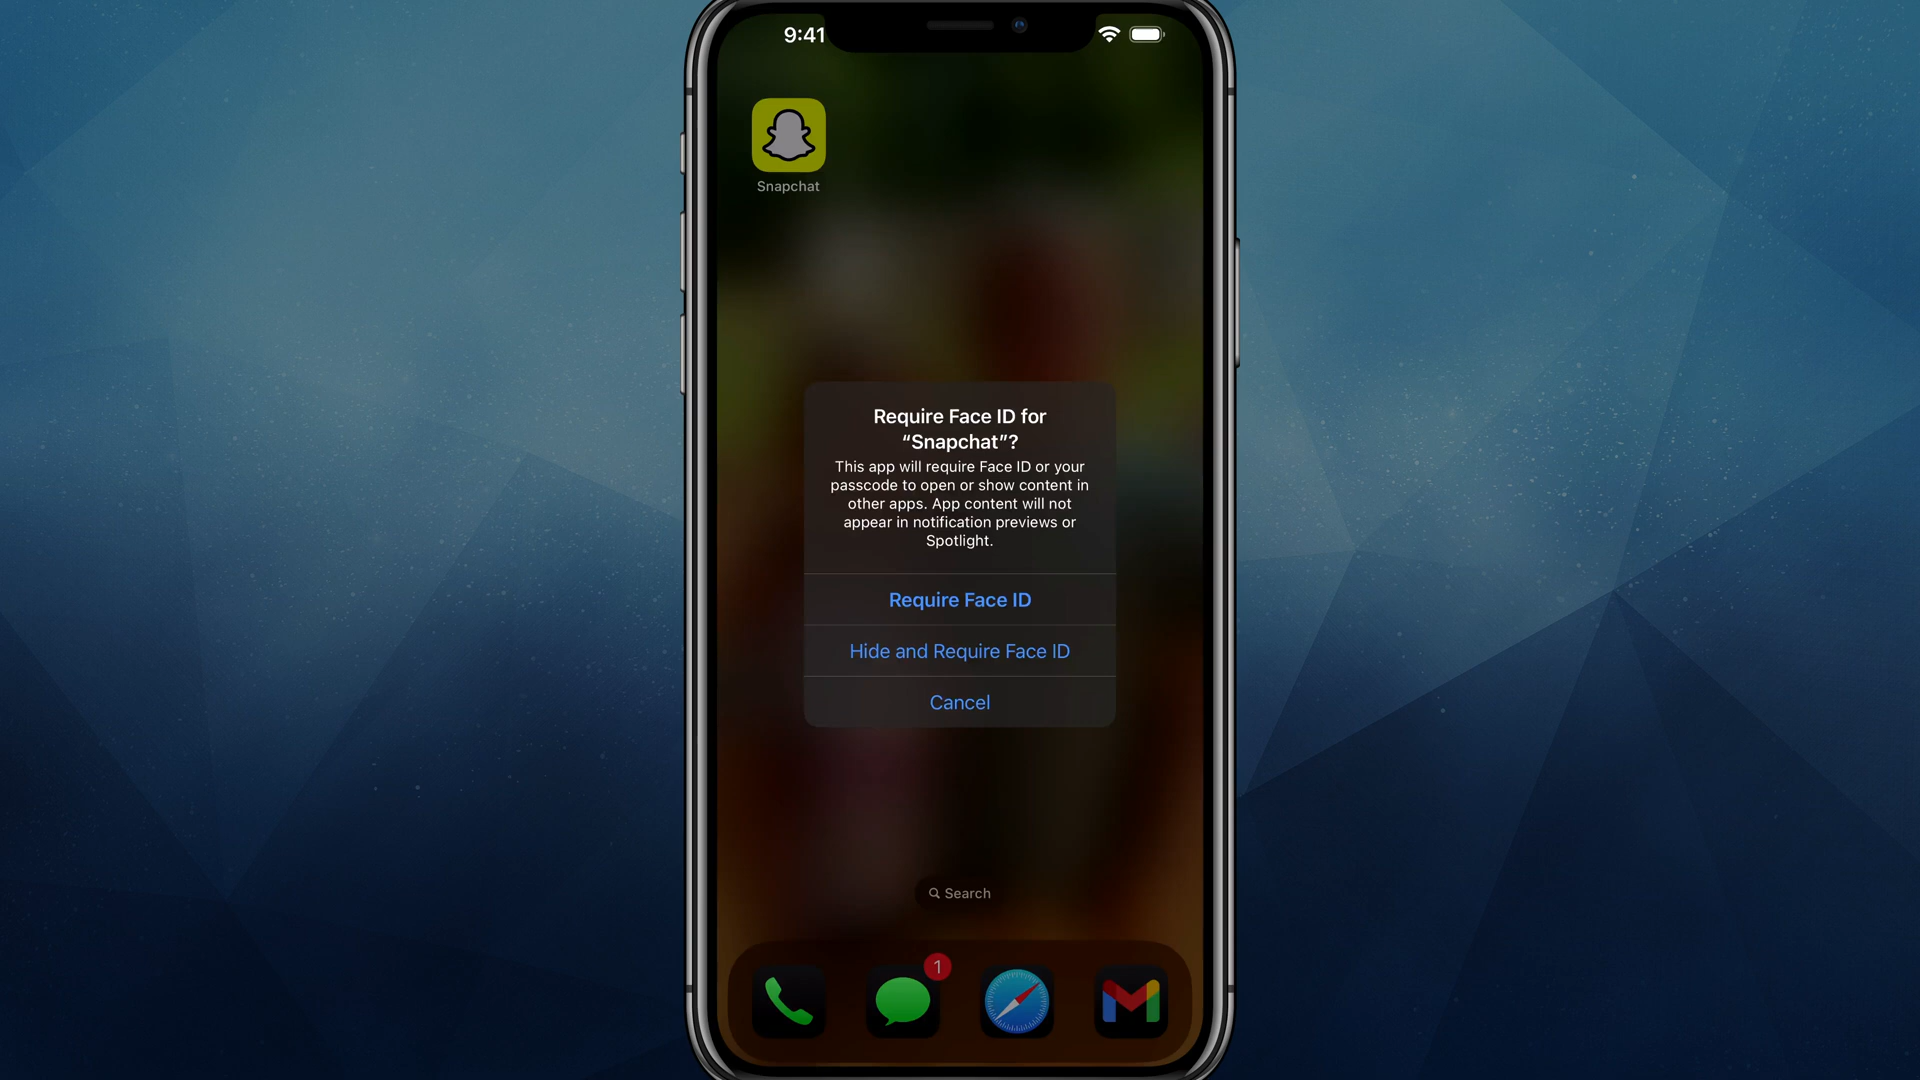 9:41
Snapchat
Require Face ID for
“Snapchat”?
This app will require Face ID or your
passcode to open or show content in
other apps. App content will not
appear in notification previews or
Spotlight.
Require Face ID
Hide and Require Face ID
Cancel
Search
1